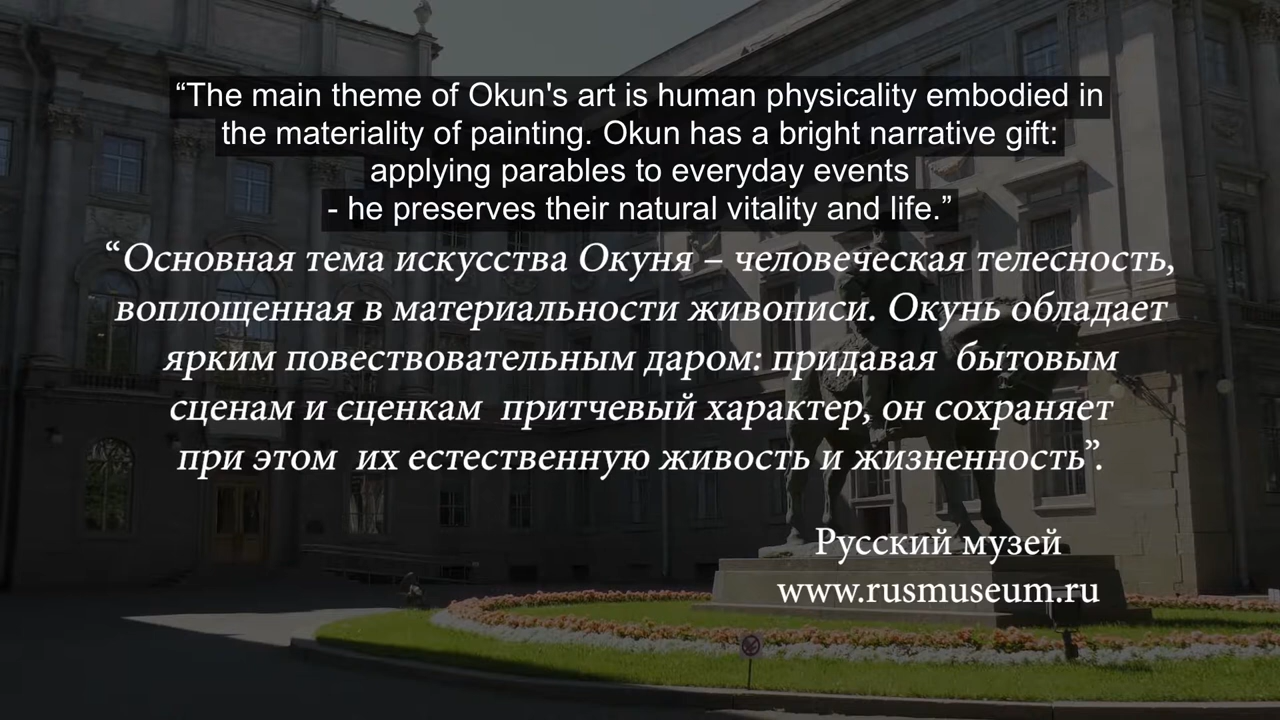 “The main theme of Okun's art is human physicality embodied in
the materiality of painting. Okun has a bright narrative gift:
applying parables to everyday events
- he preserves their natural vitality and life.”
“Основная тема искусства Окуня – человеческая телесность,
воплощенная в материальности живописи. Окунь обладает
ярким повествовательным даром: придавая бытовым
сценам и сценкам притчевый характер, он сохраняет
при этом их естественную живость и жизненность”.
Русский музей
www.rusmuseum.ru